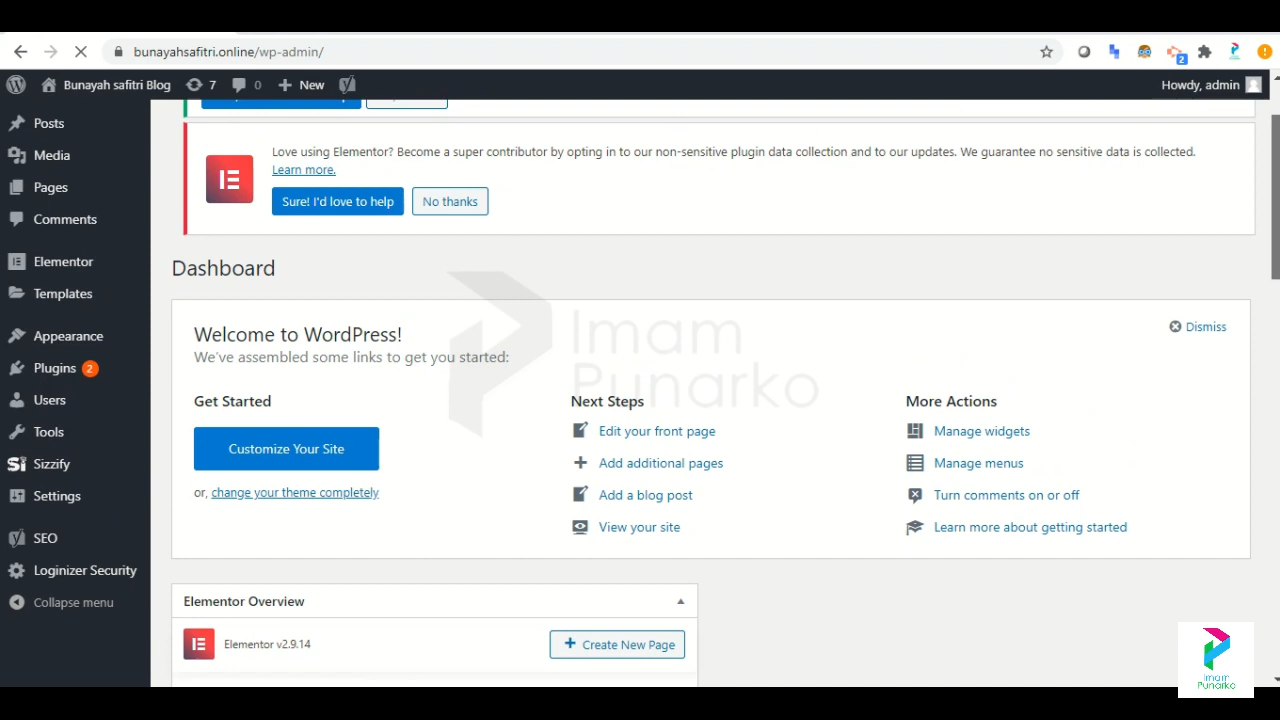 bunayahsafitri.online/wp-admin/
2
Bunayah safitri Blog
7
0
New
Howdy, admin
Posts
Media
Pages
Comments
Elementor
Templates
Appearance
Plugins 2
Users
Tools
Sizzify
Settings
SEO
Loginizer Security
Collapse menu
Love using Elementor? Become a super contributor by opting in to our non-sensitive plugin data collection and to our updates. We guarantee no sensitive data is collected.
Learn more.
Sure! I'd love to help
No thanks
Dashboard
Welcome to WordPress!
We've assembled some links to get you started:
Dismiss
Get Started
Customize Your Site
or, change your theme completely
Next Steps
Edit your front page
Add additional pages
Add a blog post
View your site
More Actions
Manage widgets
Manage menus
Turn comments on or off
Learn more about getting started
Imam
Punarko
Elementor Overview
Elementor v2.9.14
Create New Page
Imam
Punarko